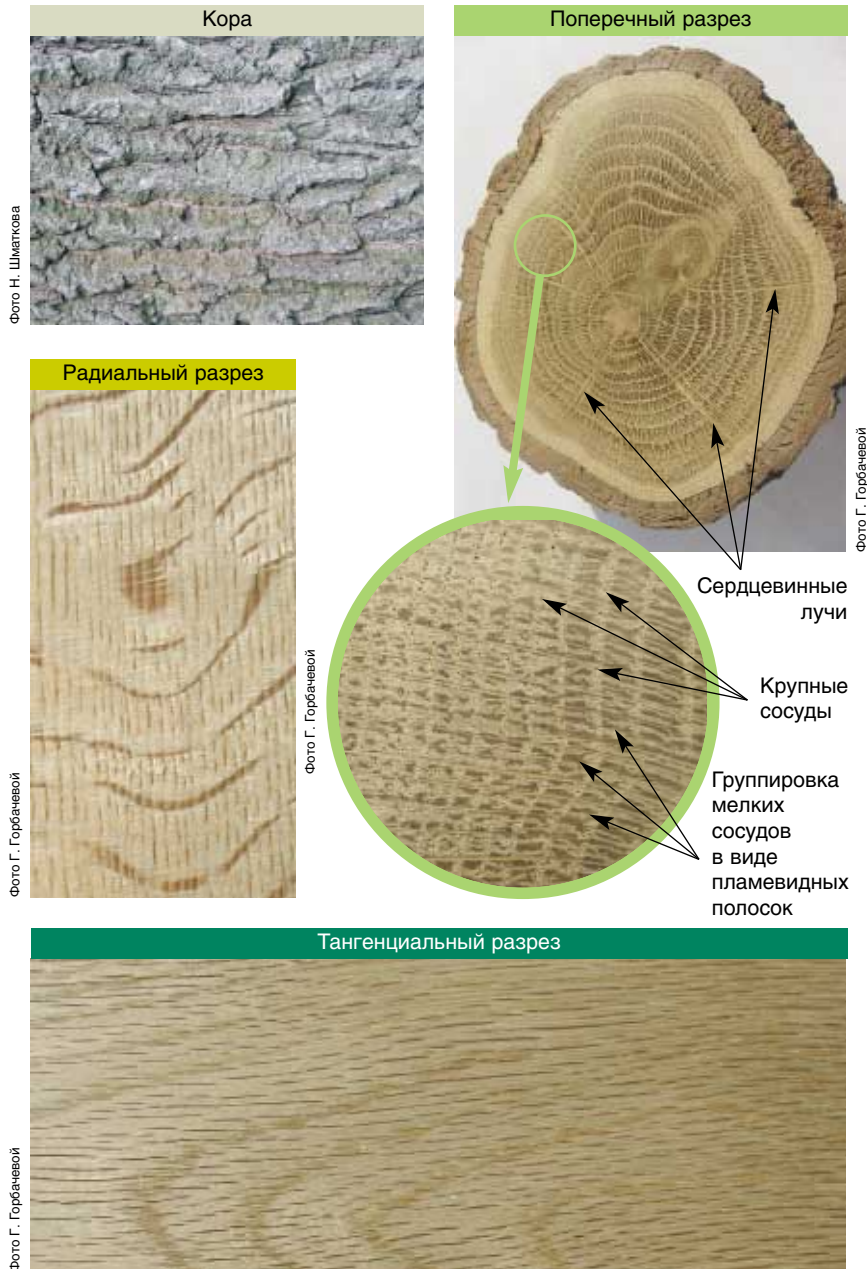 Кора
Фото Н. Шматкова
Поперечный разрез
Фото Г. Горбачевой
Радиальный разрез
Фото Г. Горбачевой
Фото Г. Горбачевой
Сердцевинные
лучи
Крупные
сосуды
Группировка
мелких
сосудов
в виде
пламевидных
полосок
Тангенциальный разрез
Фото Г. Горбачевой